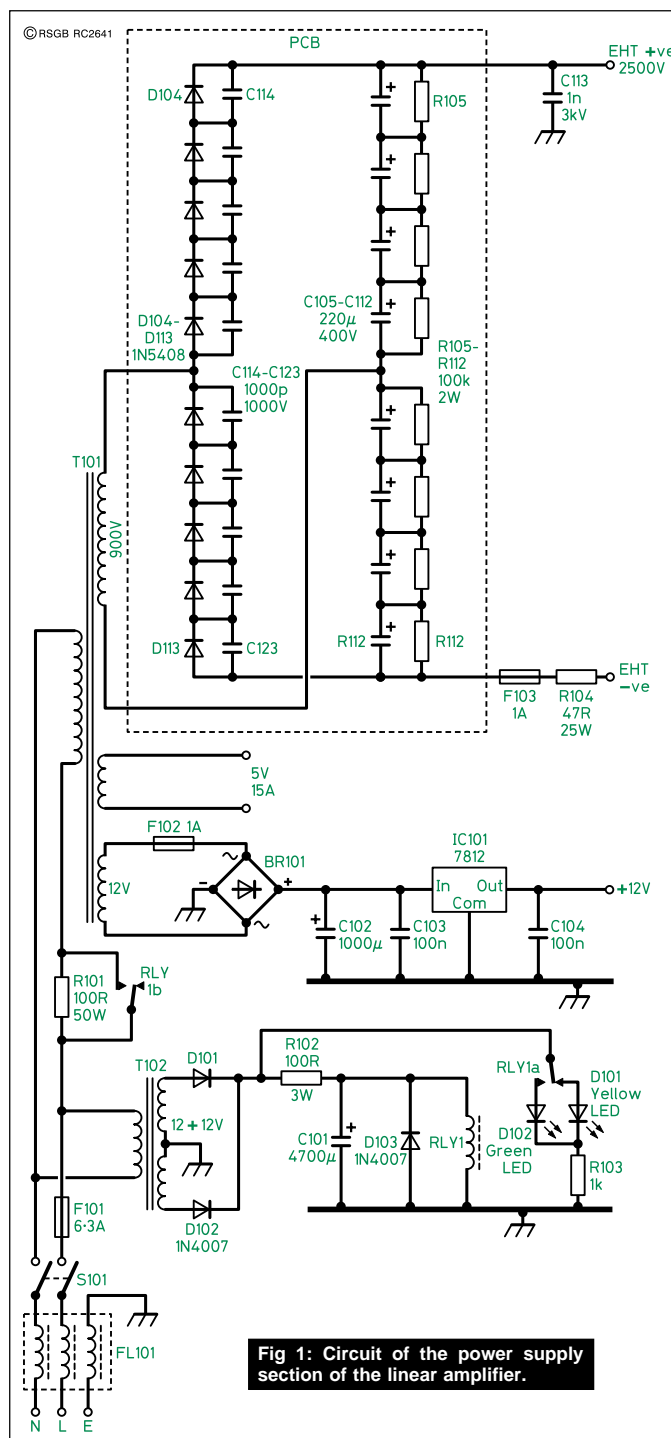 © RSGB RC2641
PCB
EHT +ve
2500V
C113
1n
3kV
D104
C114
R105
D104-
D113
1N5408
C105-C112
220µ
400V
R105-
R112
100k
2W
C114-C123
1000p
1000V
T101
900V
D113
C123
R112
R112
F103
1A
R104
47R
25W
EHT
−ve
5V
15A
F102 1A
BR101
12V
~
−
+
~
IC101
7812
In Out
Com
+12V
+
C102
1000µ
C103
100n
C104
100n
R101
100R
50W
RLY
1b
T102
D101
12 + 12V
D102
1N4007
R102
100R
3W
C101
4700µ
+
D103
1N4007
RLY1
RLY1a
D101
Yellow
LED
D102
Green
LED
R103
1k
F101
6·3A
S101
FL101
N L E
+
+
+
+
+
+
+
+
Fig 1: Circuit of the power supply
section of the linear amplifier.